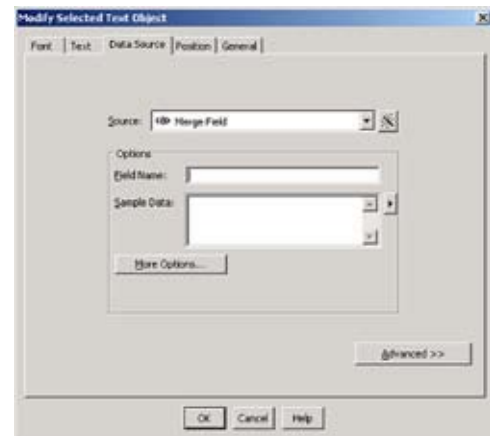 Modify Selected Text Object
Font Text Data Source Position General
Source: Merge Field
Options
Field Name:
Sample Data:
More Options...
Advanced >>
OK Cancel Help